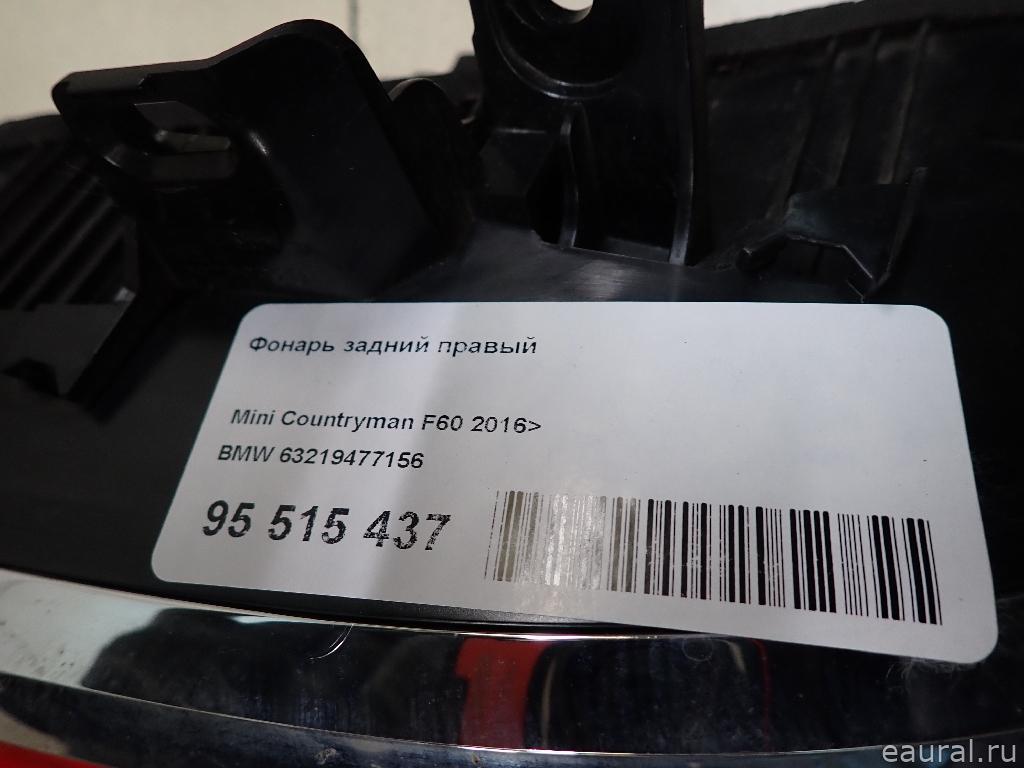 Фонарь задний правый
Mini Countryman F60 2016>
BMW 63219477156
95 515 437
eaural.ru